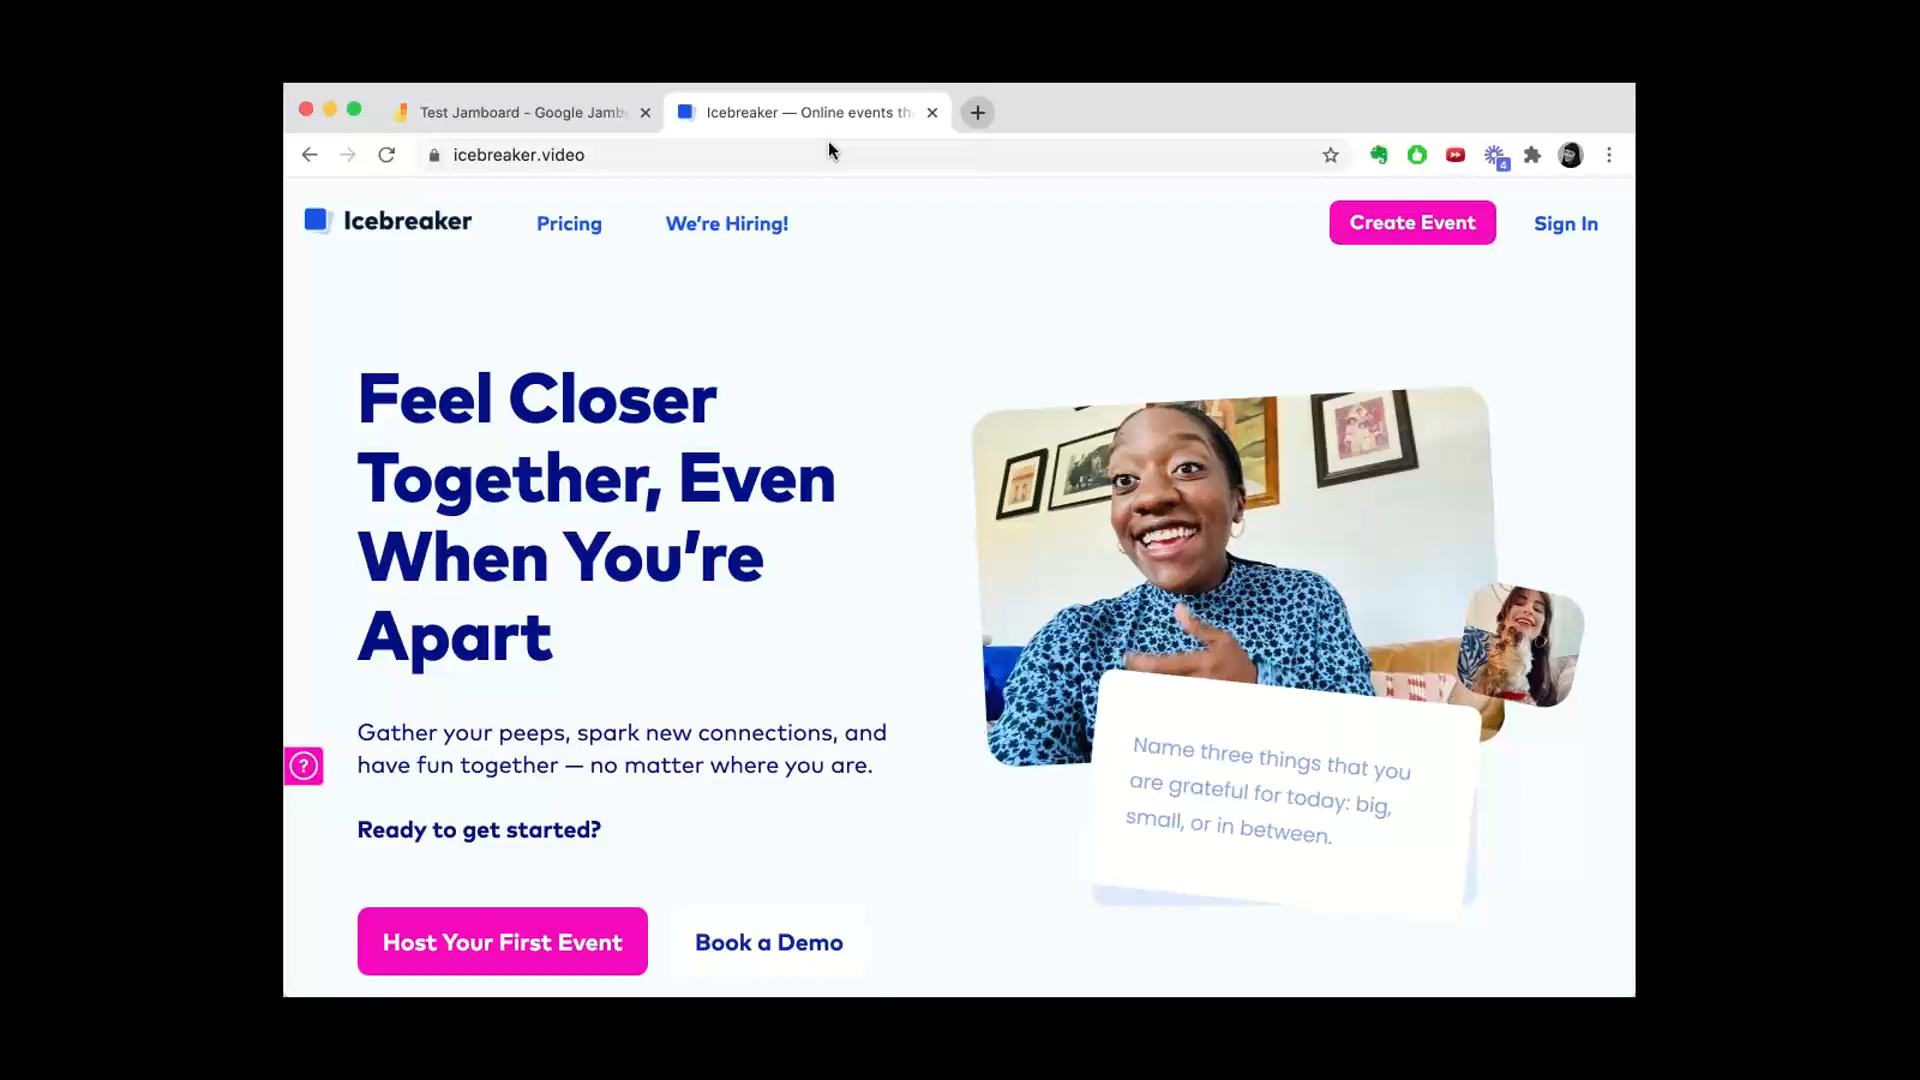 Test Jamboard - Google Jamb
Icebreaker — Online events th
icebreaker.video
4
Icebreaker
Pricing
We're Hiring!
Create Event
Sign In
Feel Closer
Together, Even
When You're
Apart
Gather your peeps, spark new connections, and
have fun together — no matter where you are.
Ready to get started?
Host Your First Event
Book a Demo
Name three things that you
are grateful for today: big,
small, or in between.